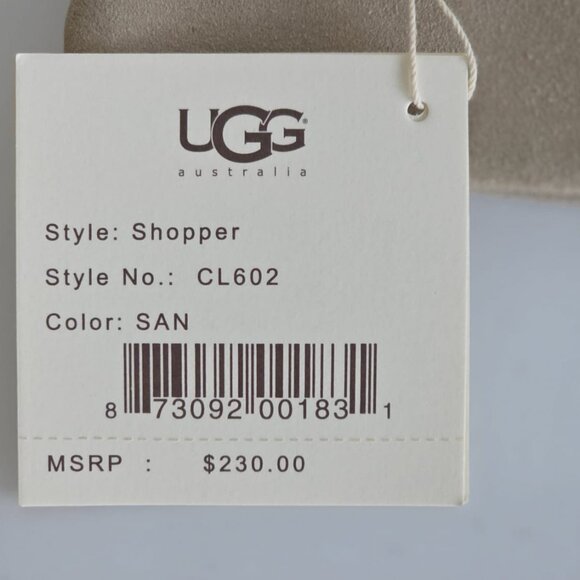 UGG®
australia
Style: Shopper
Style No.: CL602
Color: SAN
8 73092 00183 1
MSRP : $230.00